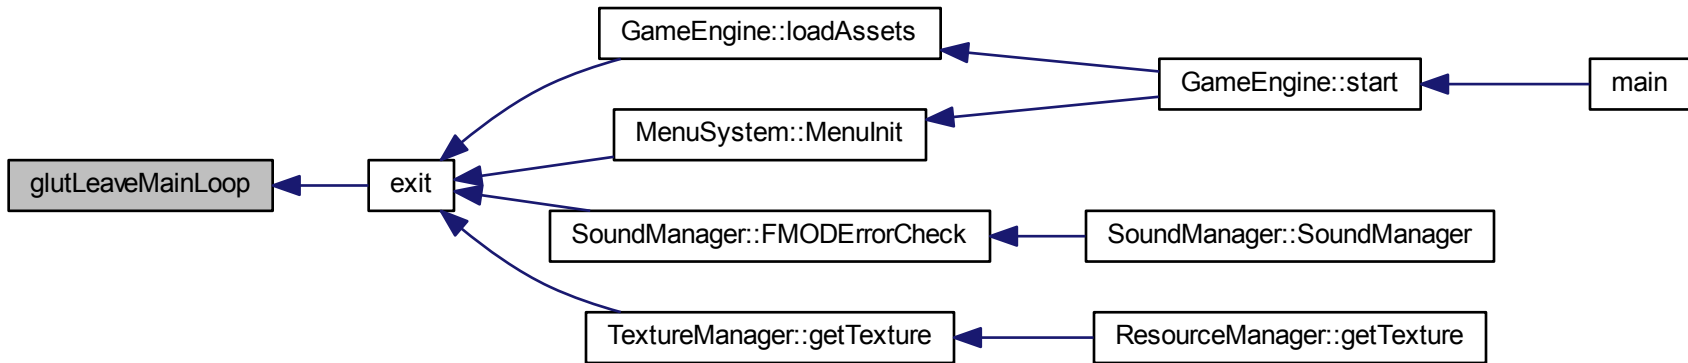 GameEngine::loadAssets
GameEngine::start
main
MenuSystem::MenuInit
glutLeaveMainLoop
exit
SoundManager::FMODErrorCheck
SoundManager::SoundManager
TextureManager::getTexture
ResourceManager::getTexture